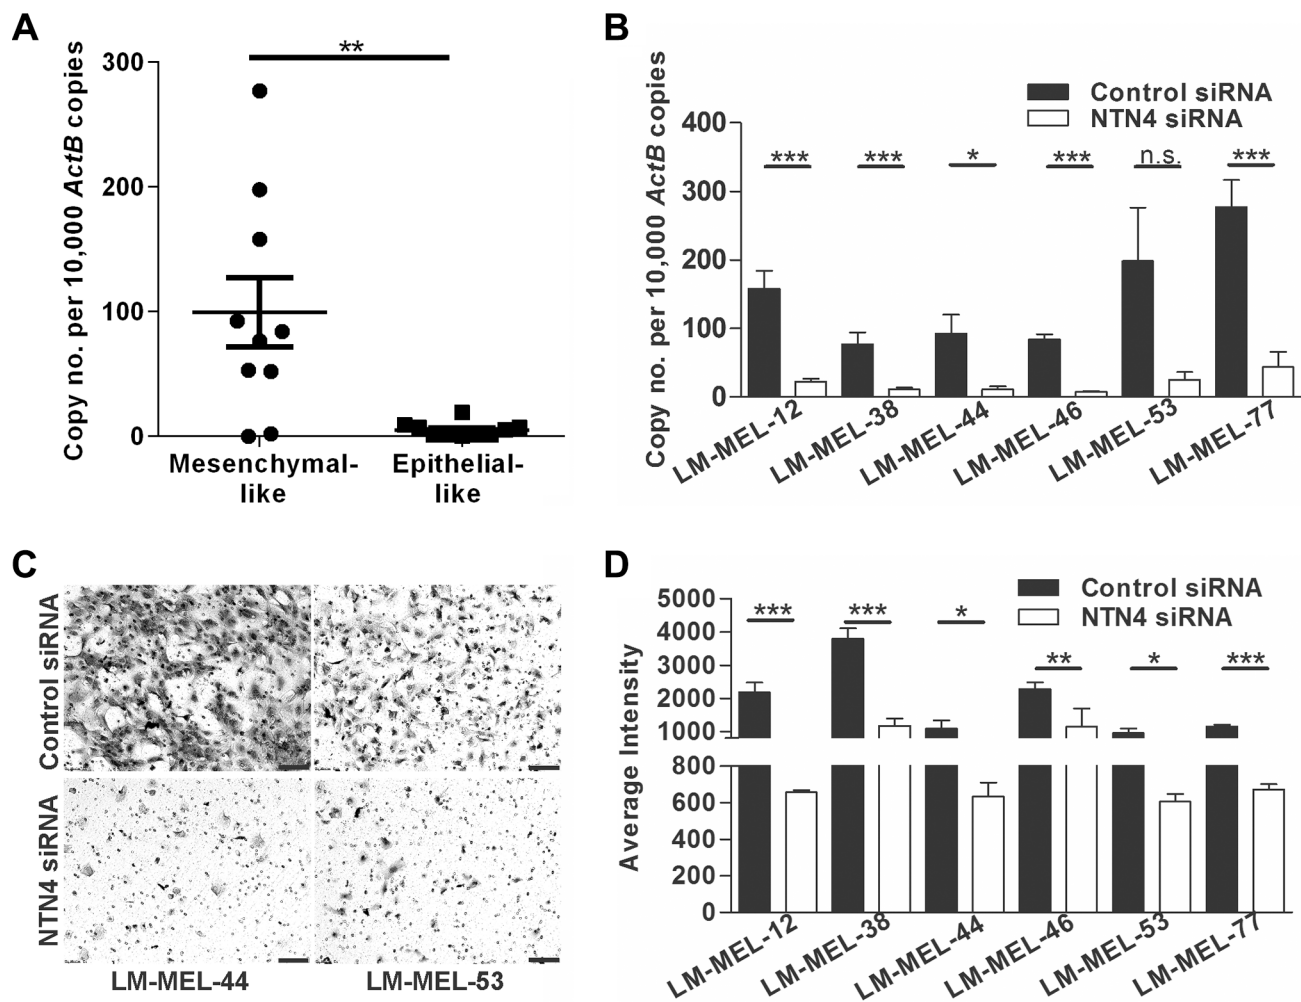 A
Copy no. per 10,000 ActB copies
300
200
100
0
**
Mesenchymal-
like
Epithelial-
like
B
Copy no. per 10,000 ActB copies
Control siRNA
NTN4 siRNA
400
300
200
100
0
***
***
*
***
n.s.
***
LM-MEL-12
LM-MEL-38
LM-MEL-44
LM-MEL-46
LM-MEL-53
LM-MEL-77
C
Control siRNA
NTN4 siRNA
LM-MEL-44
LM-MEL-53
D
Average Intensity
Control siRNA
NTN4 siRNA
5000
4000
3000
2000
1000
800
600
400
200
0
***
***
*
**
*
***
LM-MEL-12
LM-MEL-38
LM-MEL-44
LM-MEL-46
LM-MEL-53
LM-MEL-77